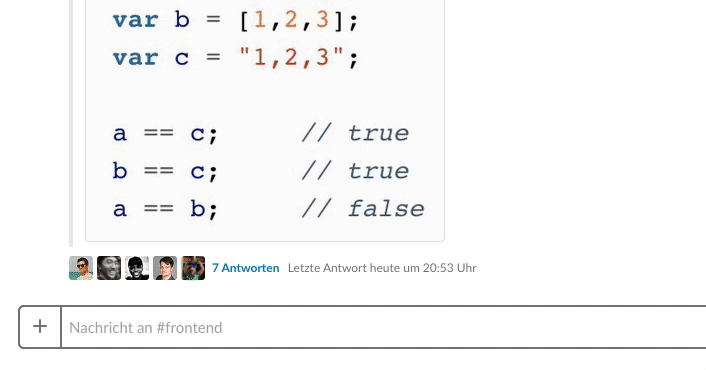 var b = [1,2,3];
var c = "1,2,3";
a == c;     // true
b == c;     // true
a == b;     // false
7 Antworten Letzte Antwort heute um 20:53 Uhr
+ Nachricht an #frontend